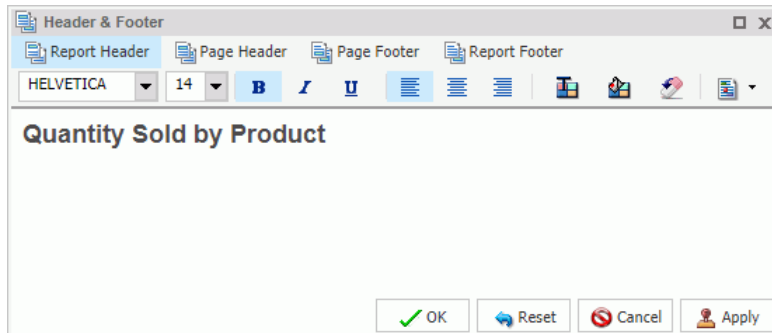 Header & Footer
Report Header Page Header Page Footer Report Footer
HELVETICA 14 B I U
Quantity Sold by Product
OK Reset Cancel Apply